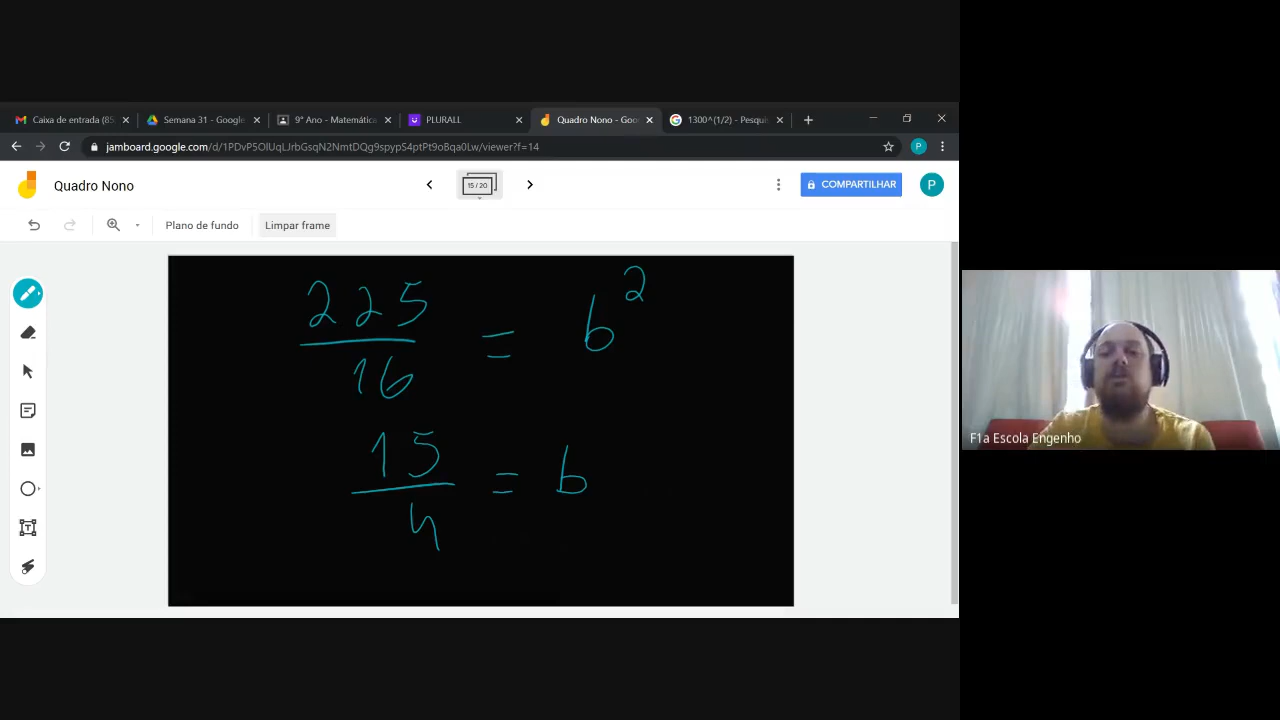 Caixa de entrada (85
Semana 31 - Google
9° Ano - Matemática
PLURALL
Quadro Nono - Goo
1300^(1/2) - Pesqui
jamboard.google.com/d/1PDvP5OlUqLJrbGsqN2NmtDQg9spypS4ptPt9oBqa0Lw/viewer?f=14
P
Quadro Nono
15 / 20
COMPARTILHAR
P
Plano de fundo
Limpar frame
225/16 = b²
15/4 = b
F1a Escola Engenho